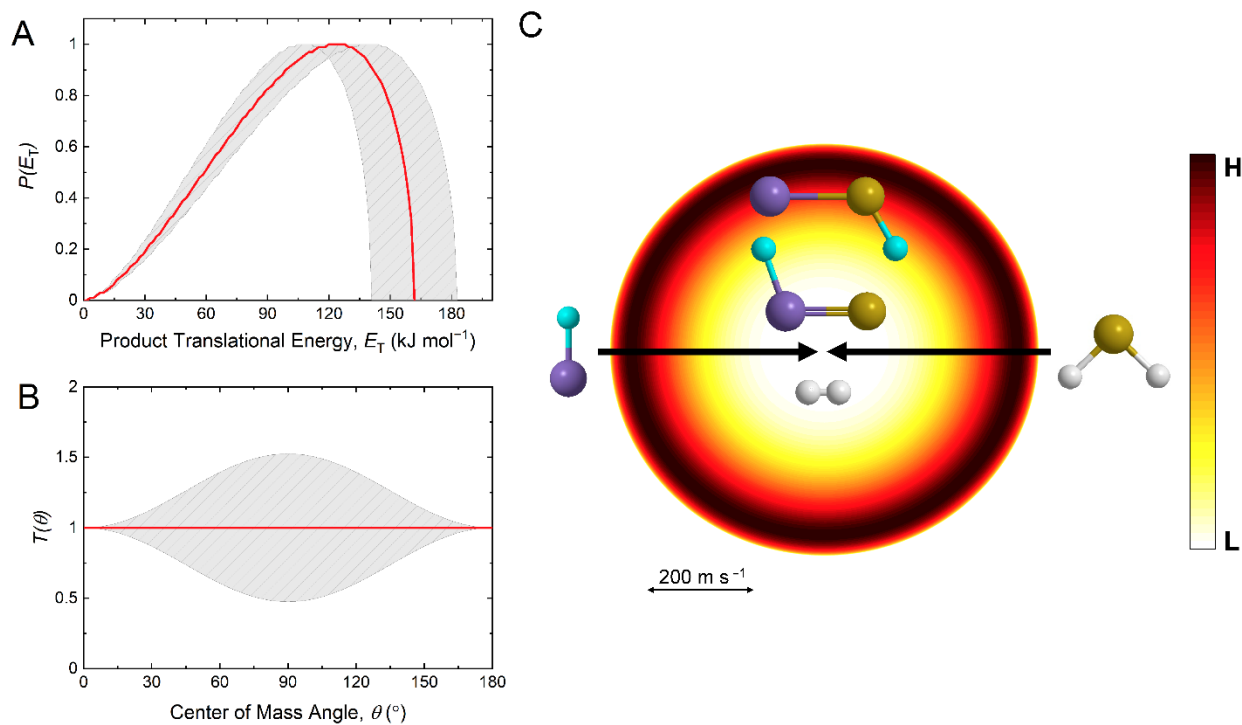 A
P(E_T)
1
0.8
0.6
0.4
0.2
0
0 30 60 90 120 150 180
Product Translational Energy, E_T (kJ mol⁻¹)
B
T(θ)
2
1.5
1
0.5
0
0 30 60 90 120 150 180
Center of Mass Angle, θ (°)
C
H
L
200 m s⁻¹